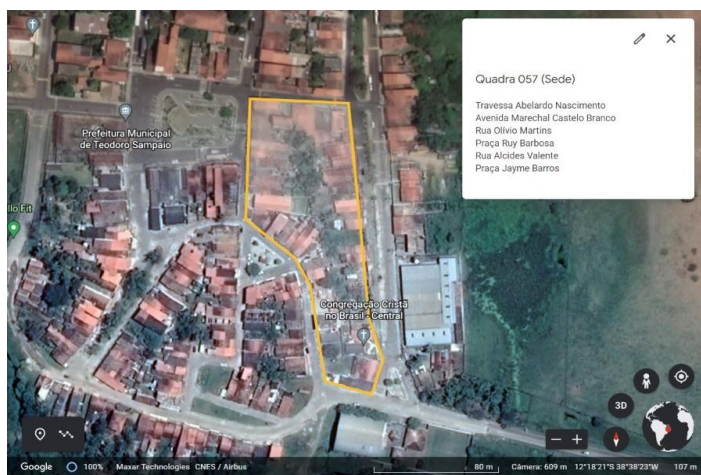 Quadra 057 (Sede)
Travessa Abelardo Nascimento
Avenida Marechal Castelo Branco
Rua Olívio Martins
Praça Ruy Barbosa
Rua Alcides Valente
Praça Jayme Barros
Prefeitura Municipal
de Teodoro Sampaio
llo Fit
Congregação Cristã
no Brasil - Central
3D
Google
100%
Maxar Technologies CNES / Airbus
80 m
Câmera: 609 m
12°18'21"S 38°38'23"W
107 m